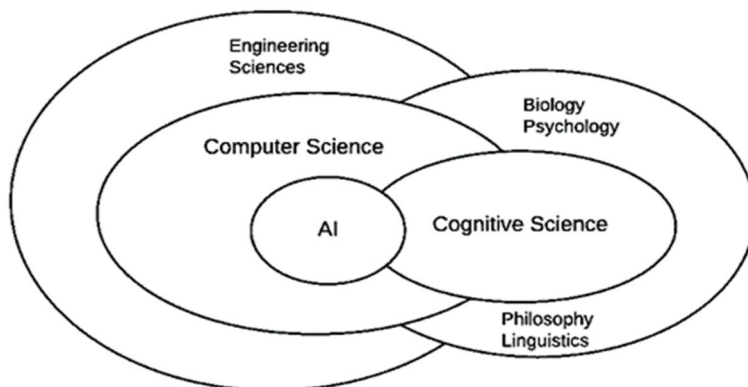 Engineering
Sciences
Biology
Psychology
Computer Science
AI
Cognitive Science
Philosophy
Linguistics